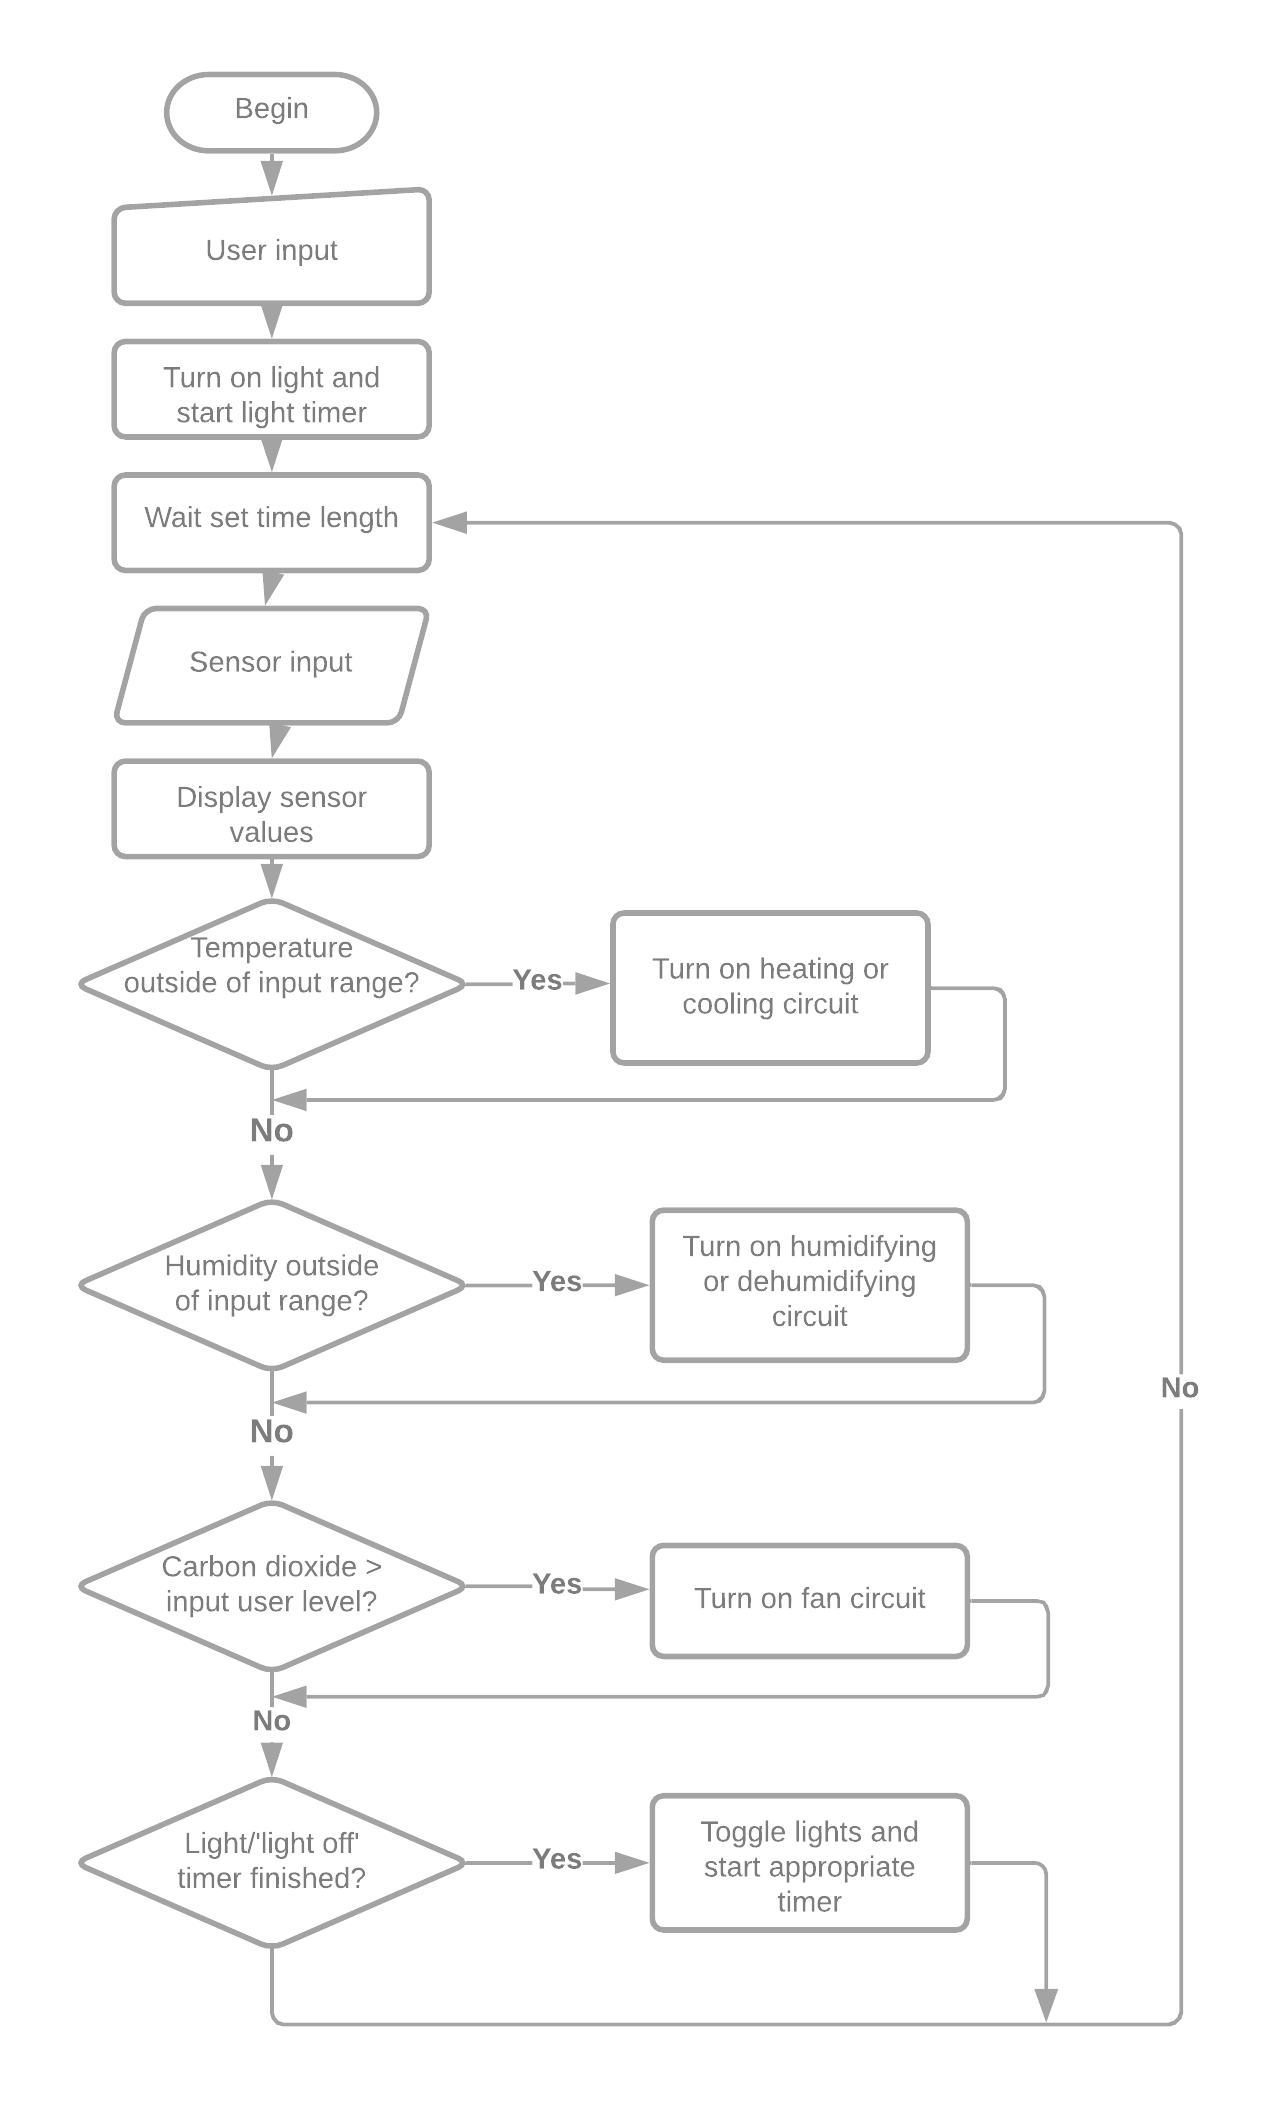 Begin
User input
Turn on light and
start light timer
Wait set time length
Sensor input
Display sensor
values
Temperature
outside of input range?
Yes
Turn on heating or
cooling circuit
No
Humidity outside
of input range?
Yes
Turn on humidifying
or dehumidifying
circuit
No
No
Carbon dioxide >
input user level?
Yes
Turn on fan circuit
No
Light/'light off'
timer finished?
Yes
Toggle lights and
start appropriate
timer